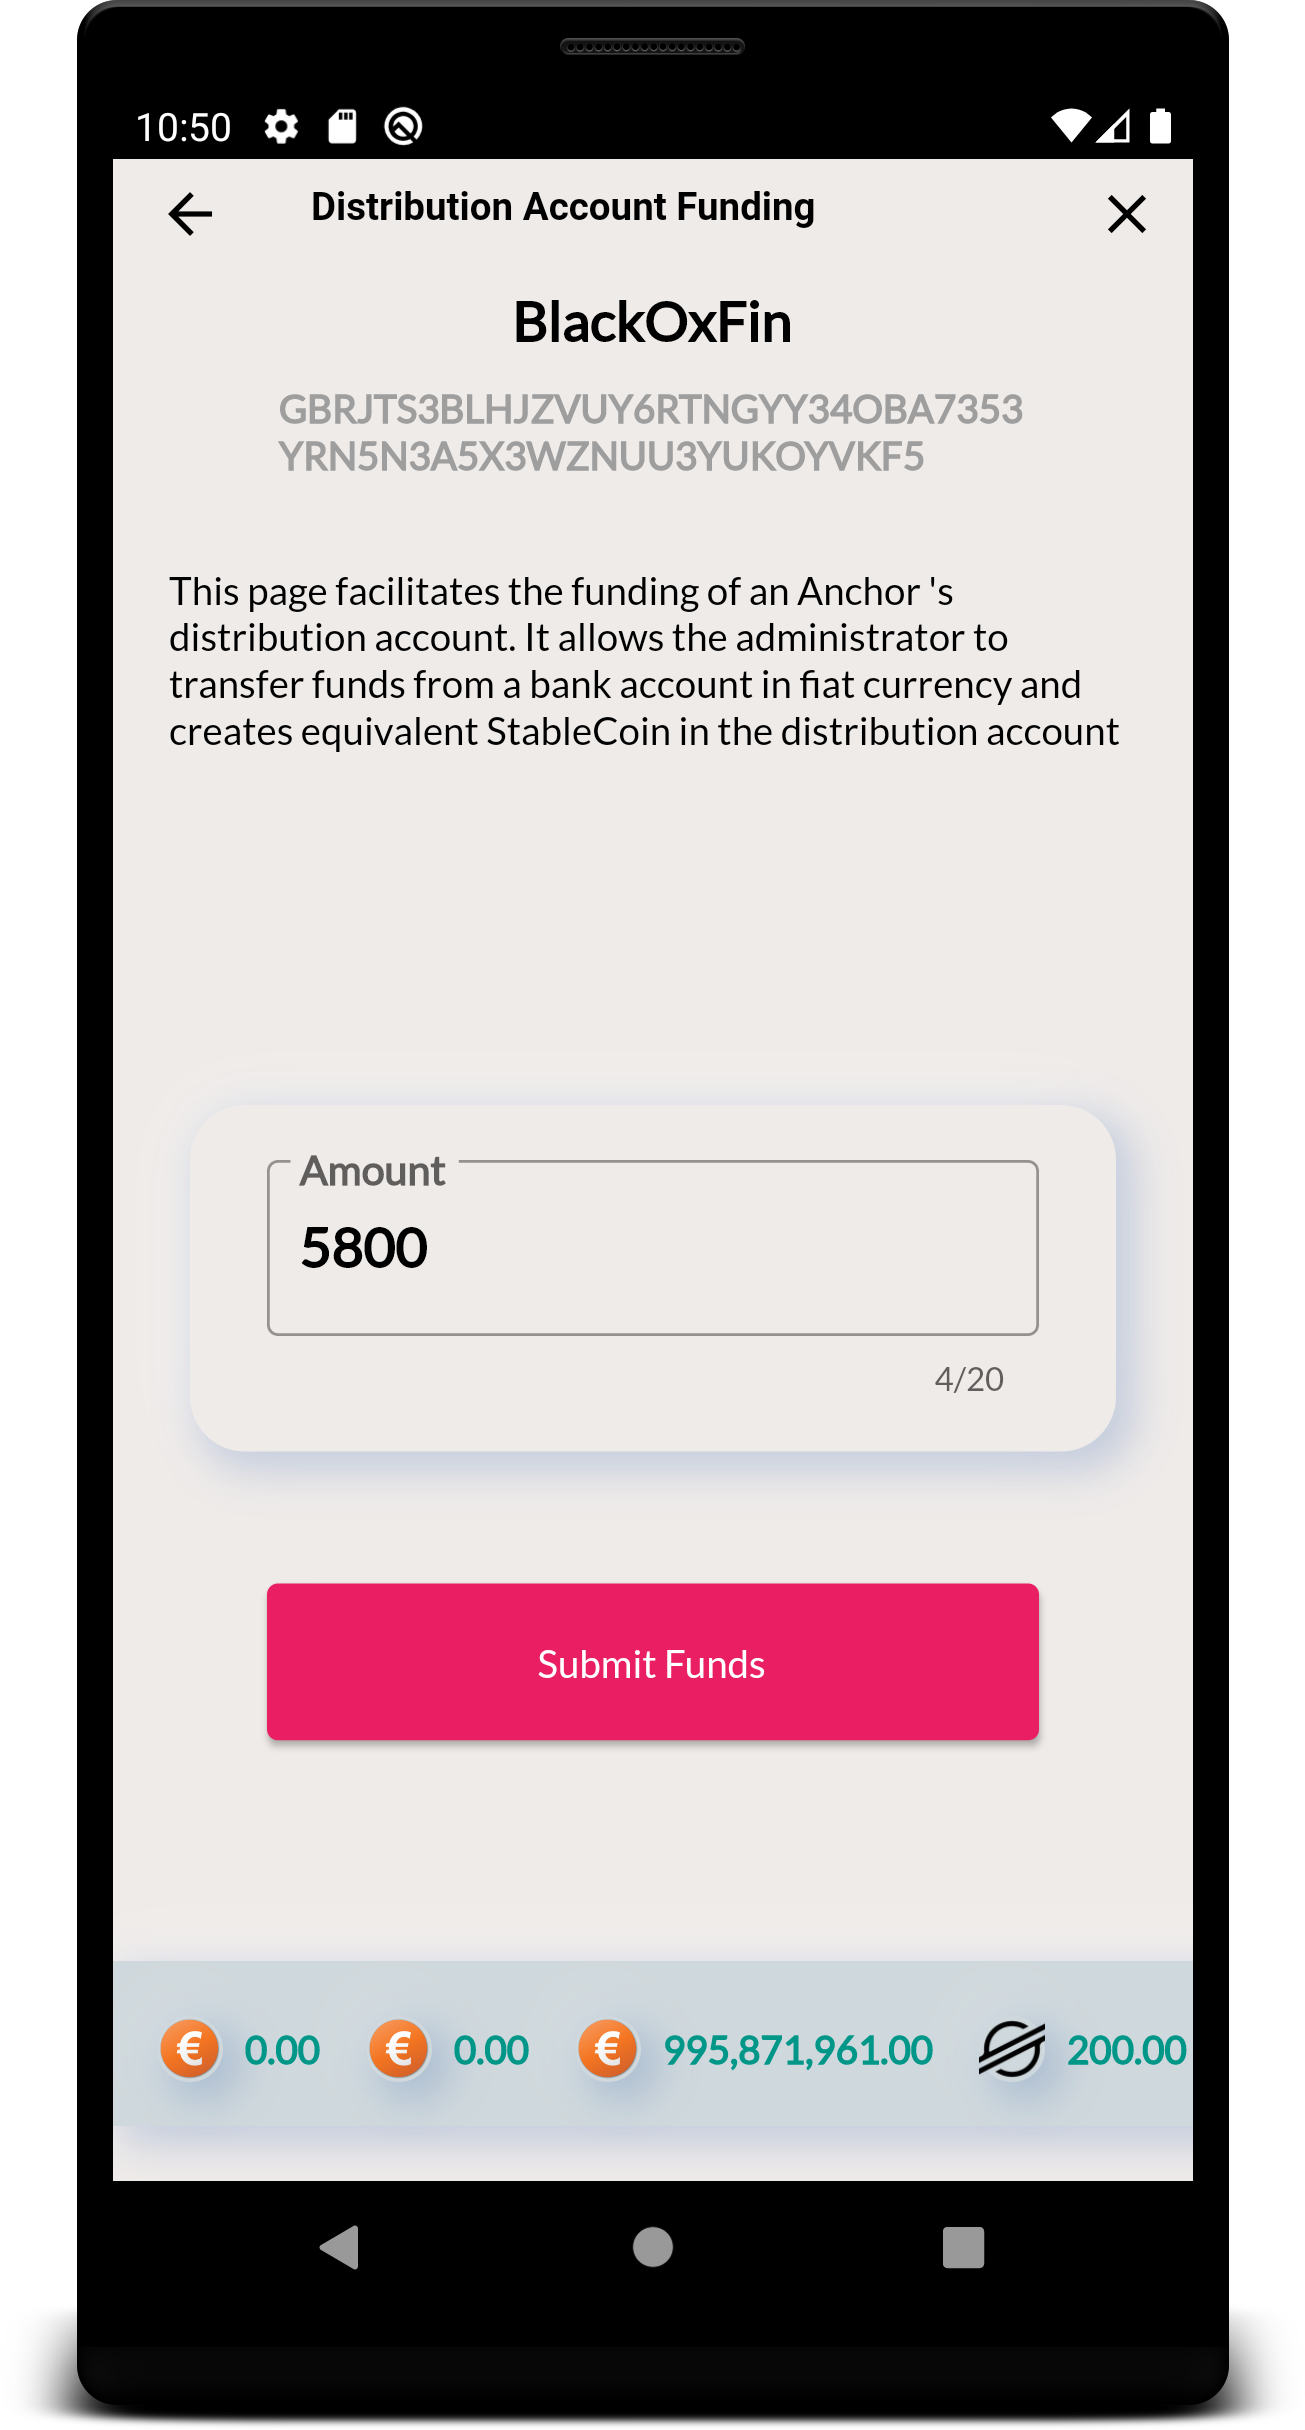 10:50
Distribution Account Funding
BlackOxFin
GBRJTS3BLHJZVUY6RTNGYY34OBA7353
YRN5N3A5X3WZNUU3YUKOYVKF5
This page facilitates the funding of an Anchor 's
distribution account. It allows the administrator to
transfer funds from a bank account in fiat currency and
creates equivalent StableCoin in the distribution account
Amount
5800
4/20
Submit Funds
€ 0.00 € 0.00 € 995,871,961.00 200.00